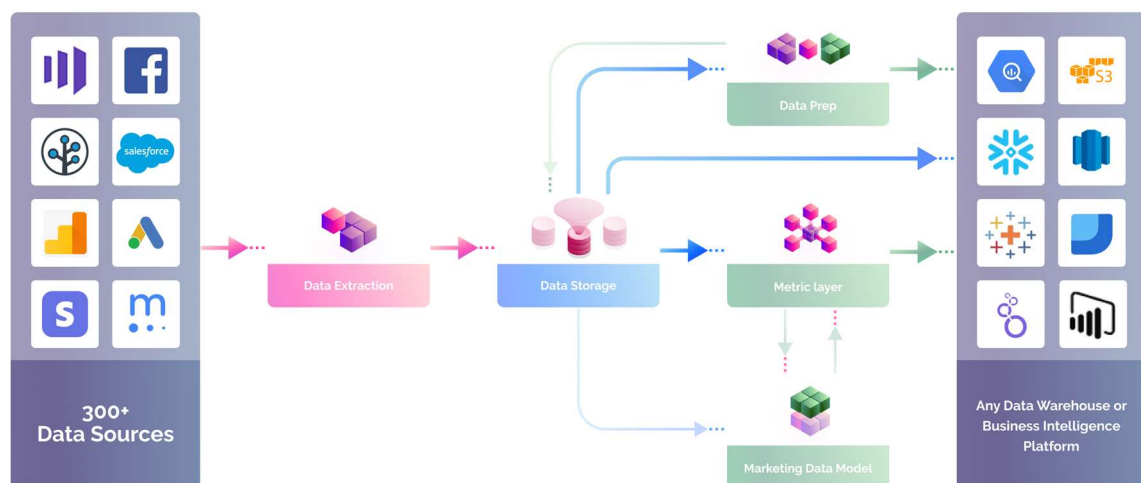 salesforce
300+
Data Sources
Data Extraction
Data Storage
Data Prep
Metric layer
Marketing Data Model
S3
Any Data Warehouse or
Business Intelligence
Platform